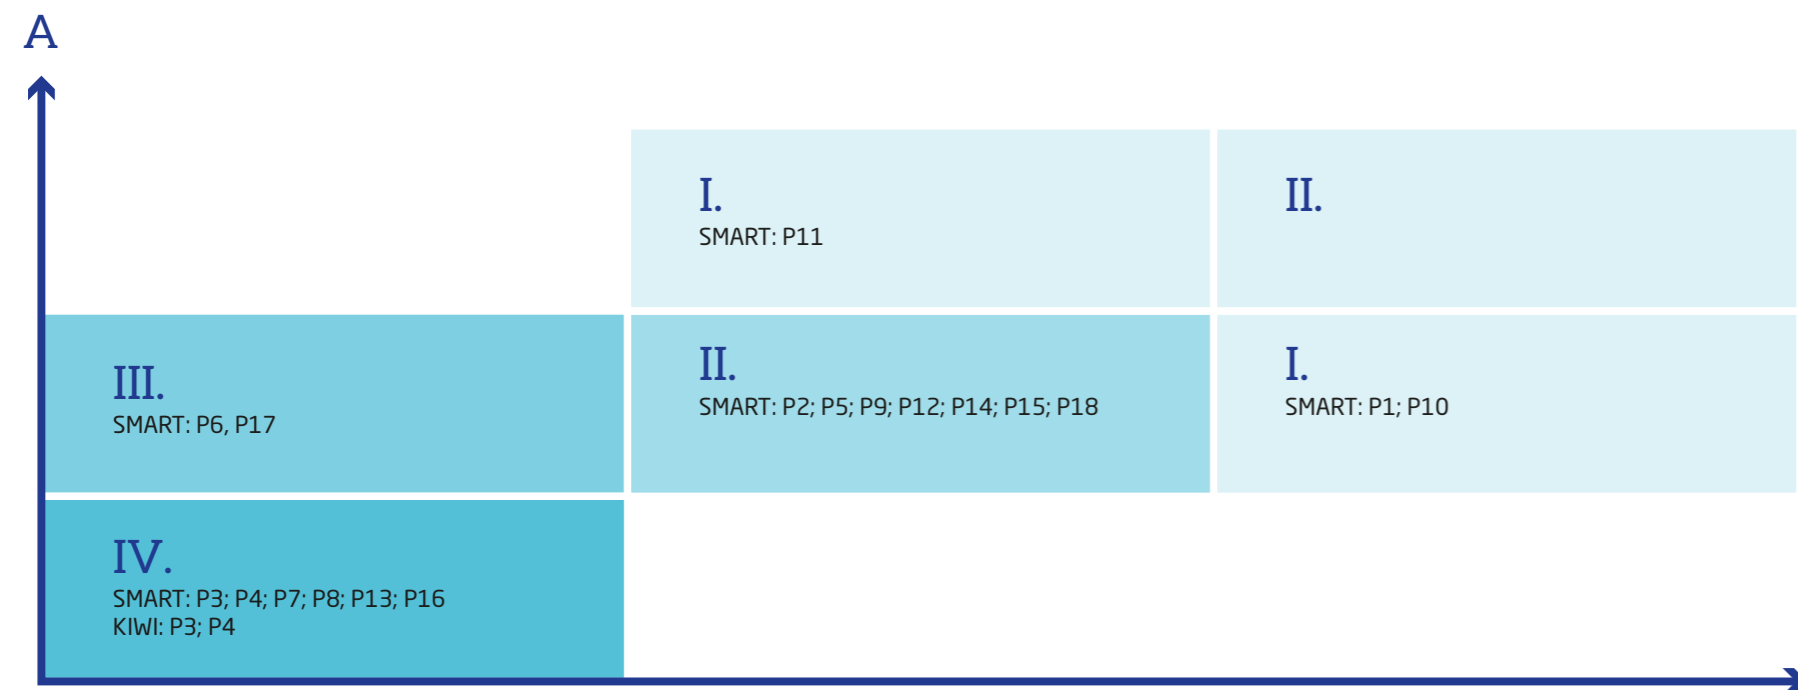 A
I.
SMART: P11
II.
III.
SMART: P6, P17
II.
SMART: P2; P5; P9; P12; P14; P15; P18
I.
SMART: P1; P10
IV.
SMART: P3; P4; P7; P8; P13; P16
KIWI: P3; P4